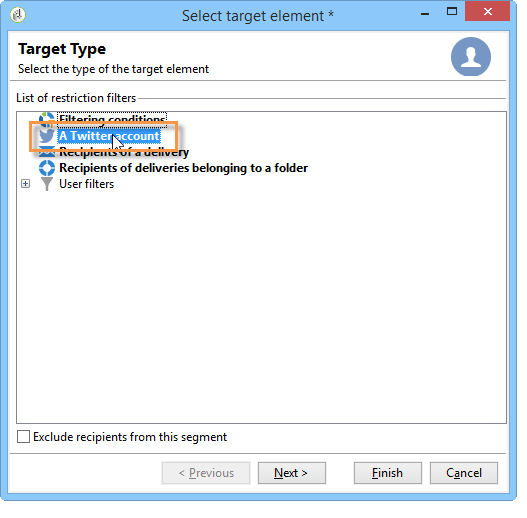 Select target element *
Target Type
Select the type of the target element
List of restriction filters
Filtering conditions
A Twitter account
Recipients of a delivery
Recipients of deliveries belonging to a folder
User filters
Exclude recipients from this segment
< Previous Next > Finish Cancel